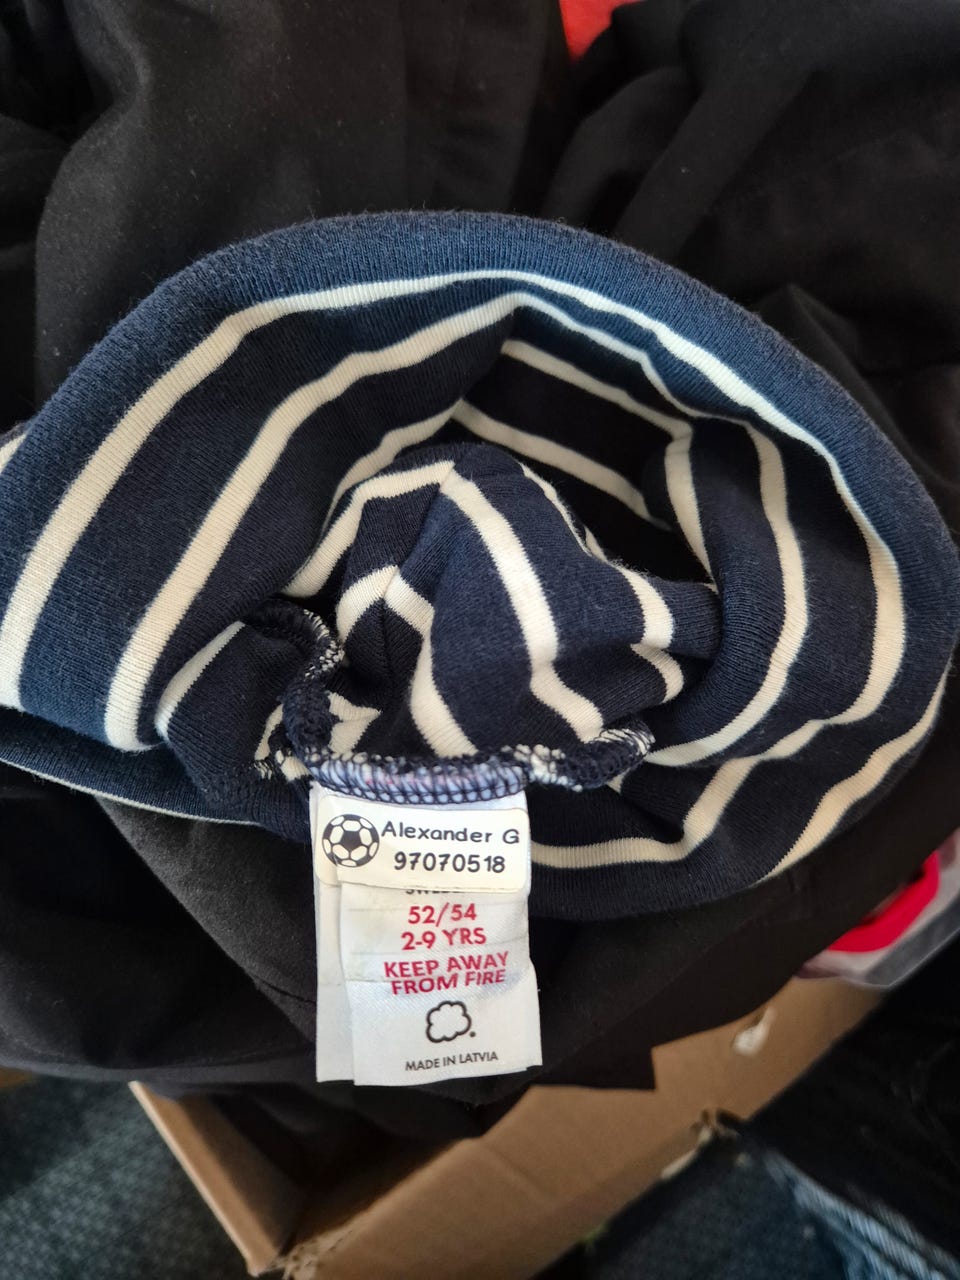 Alexander G
97070518
52/54
2-9 YRS
KEEP AWAY
FROM FIRE
MADE IN LATVIA